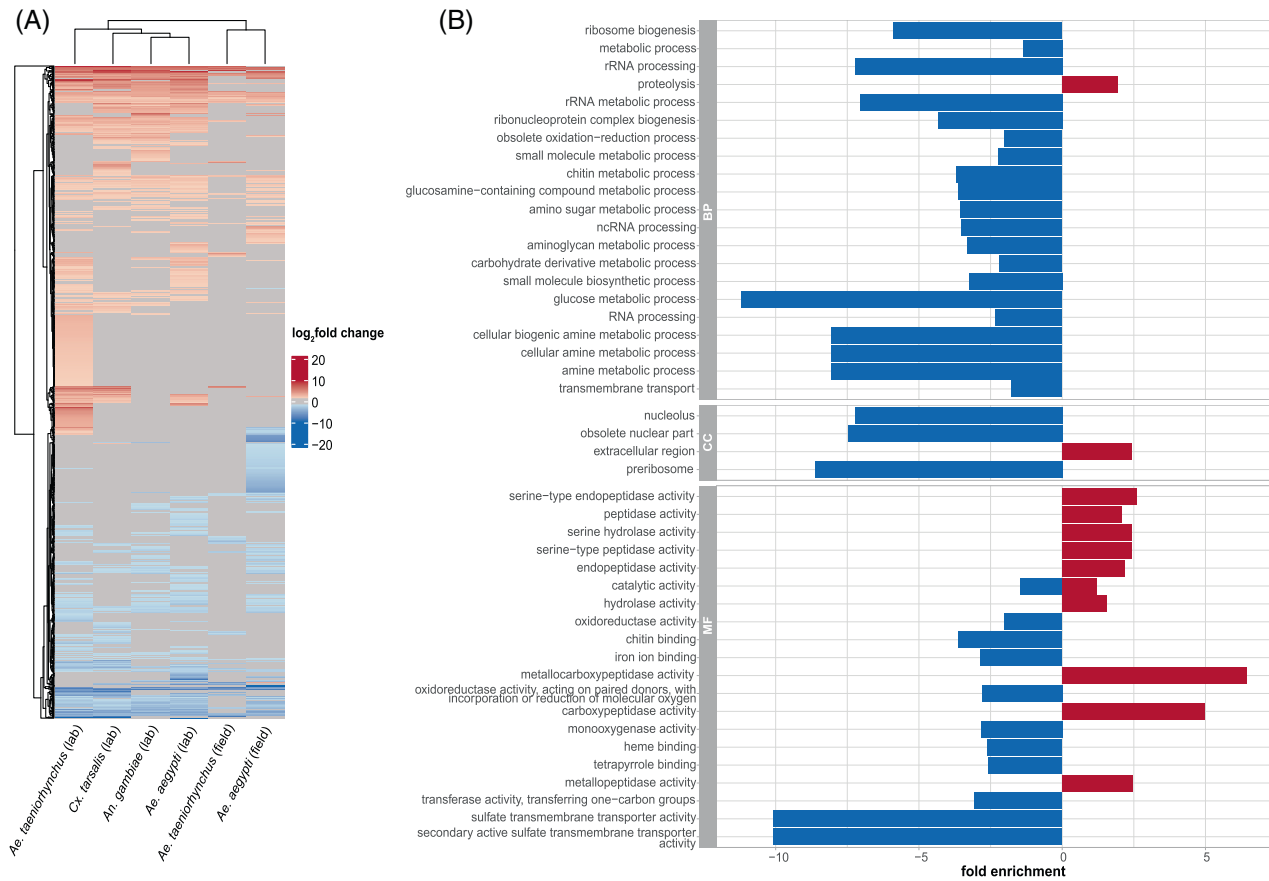 (A)
log2fold change
20
10
0
−10
−20
Ae. taeniorhynchus (lab)
Cx. tarsalis (lab)
An. gambiae (lab)
Ae. aegypti (lab)
Ae. taeniorhynchus (field)
Ae. aegypti (field)
(B)
BP
ribosome biogenesis
metabolic process
rRNA processing
proteolysis
rRNA metabolic process
ribonucleoprotein complex biogenesis
obsolete oxidation−reduction process
small molecule metabolic process
chitin metabolic process
glucosamine−containing compound metabolic process
amino sugar metabolic process
ncRNA processing
aminoglycan metabolic process
carbohydrate derivative metabolic process
small molecule biosynthetic process
glucose metabolic process
RNA processing
cellular biogenic amine metabolic process
cellular amine metabolic process
amine metabolic process
transmembrane transport
CC
nucleolus
obsolete nuclear part
extracellular region
preribosome
MF
serine−type endopeptidase activity
peptidase activity
serine hydrolase activity
serine−type peptidase activity
endopeptidase activity
catalytic activity
hydrolase activity
oxidoreductase activity
chitin binding
iron ion binding
metallocarboxypeptidase activity
oxidoreductase activity, acting on paired donors, with
incorporation or reduction of molecular oxygen
carboxypeptidase activity
monooxygenase activity
heme binding
tetrapyrrole binding
metallopeptidase activity
transferase activity, transferring one−carbon groups
sulfate transmembrane transporter activity
secondary active sulfate transmembrane transporter
activity
−10
−5
0
5
fold enrichment